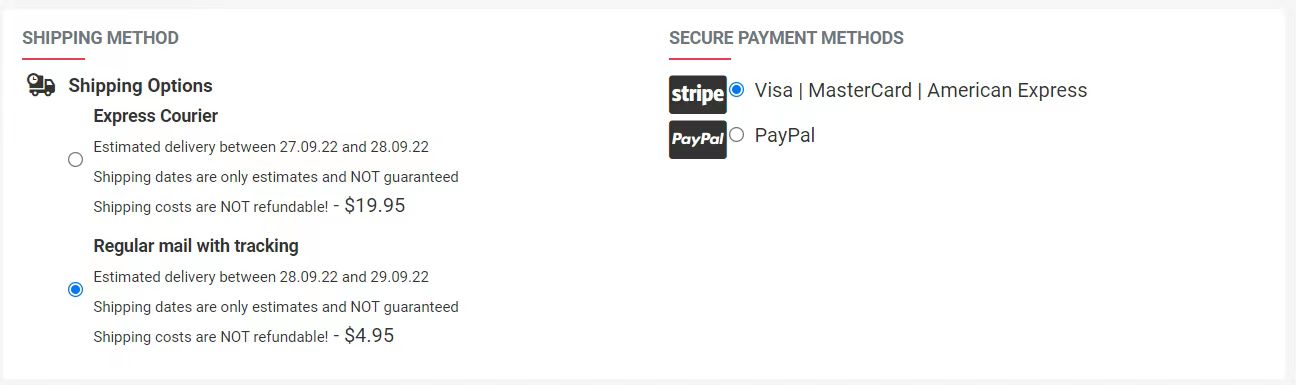 SHIPPING METHOD
Shipping Options
Express Courier
Estimated delivery between 27.09.22 and 28.09.22
Shipping dates are only estimates and NOT guaranteed
Shipping costs are NOT refundable! - $19.95
Regular mail with tracking
Estimated delivery between 28.09.22 and 29.09.22
Shipping dates are only estimates and NOT guaranteed
Shipping costs are NOT refundable! - $4.95
SECURE PAYMENT METHODS
stripe Visa | MasterCard | American Express
PayPal PayPal